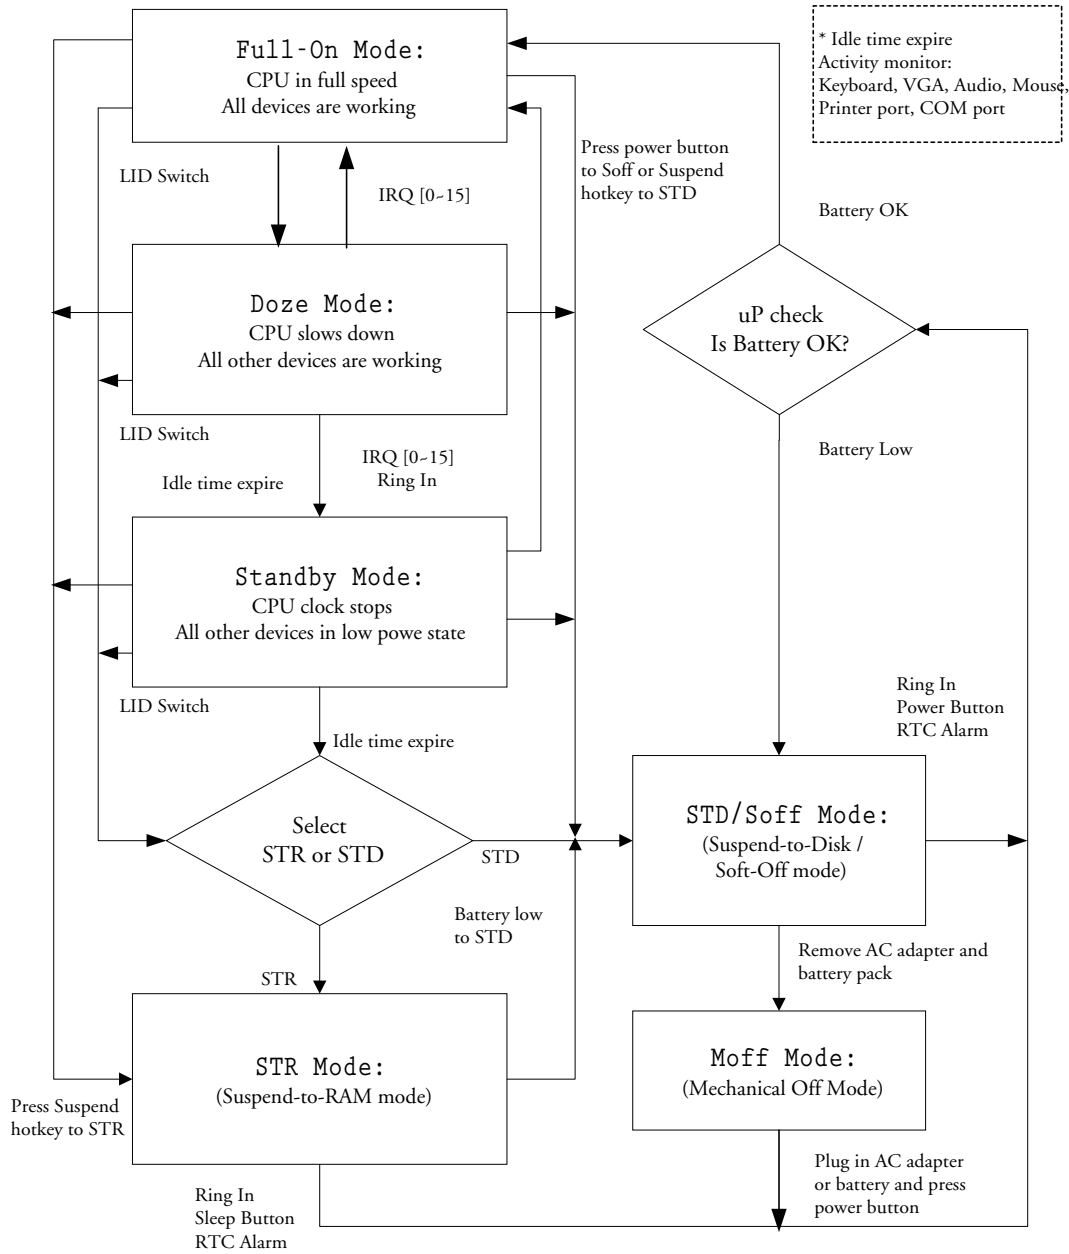 Full-On Mode:
CPU in full speed
All devices are working
* Idle time expire
Activity monitor:
Keyboard, VGA, Audio, Mouse,
Printer port, COM port
LID Switch
IRQ [0~15]
Press power button
to Soff or Suspend
hotkey to STD
Battery OK
Doze Mode:
CPU slows down
All other devices are working
uP check
Is Battery OK?
LID Switch
IRQ [0~15]
Ring In
Idle time expire
Battery Low
Standby Mode:
CPU clock stops
All other devices in low powe state
LID Switch
Idle time expire
Ring In
Power Button
RTC Alarm
Select
STR or STD
STD
STD/Soff Mode:
(Suspend-to-Disk /
Soft-Off mode)
Battery low
to STD
STR
Remove AC adapter and
battery pack
STR Mode:
(Suspend-to-RAM mode)
Moff Mode:
(Mechanical Off Mode)
Press Suspend
hotkey to STR
Ring In
Sleep Button
RTC Alarm
Plug in AC adapter
or battery and press
power button